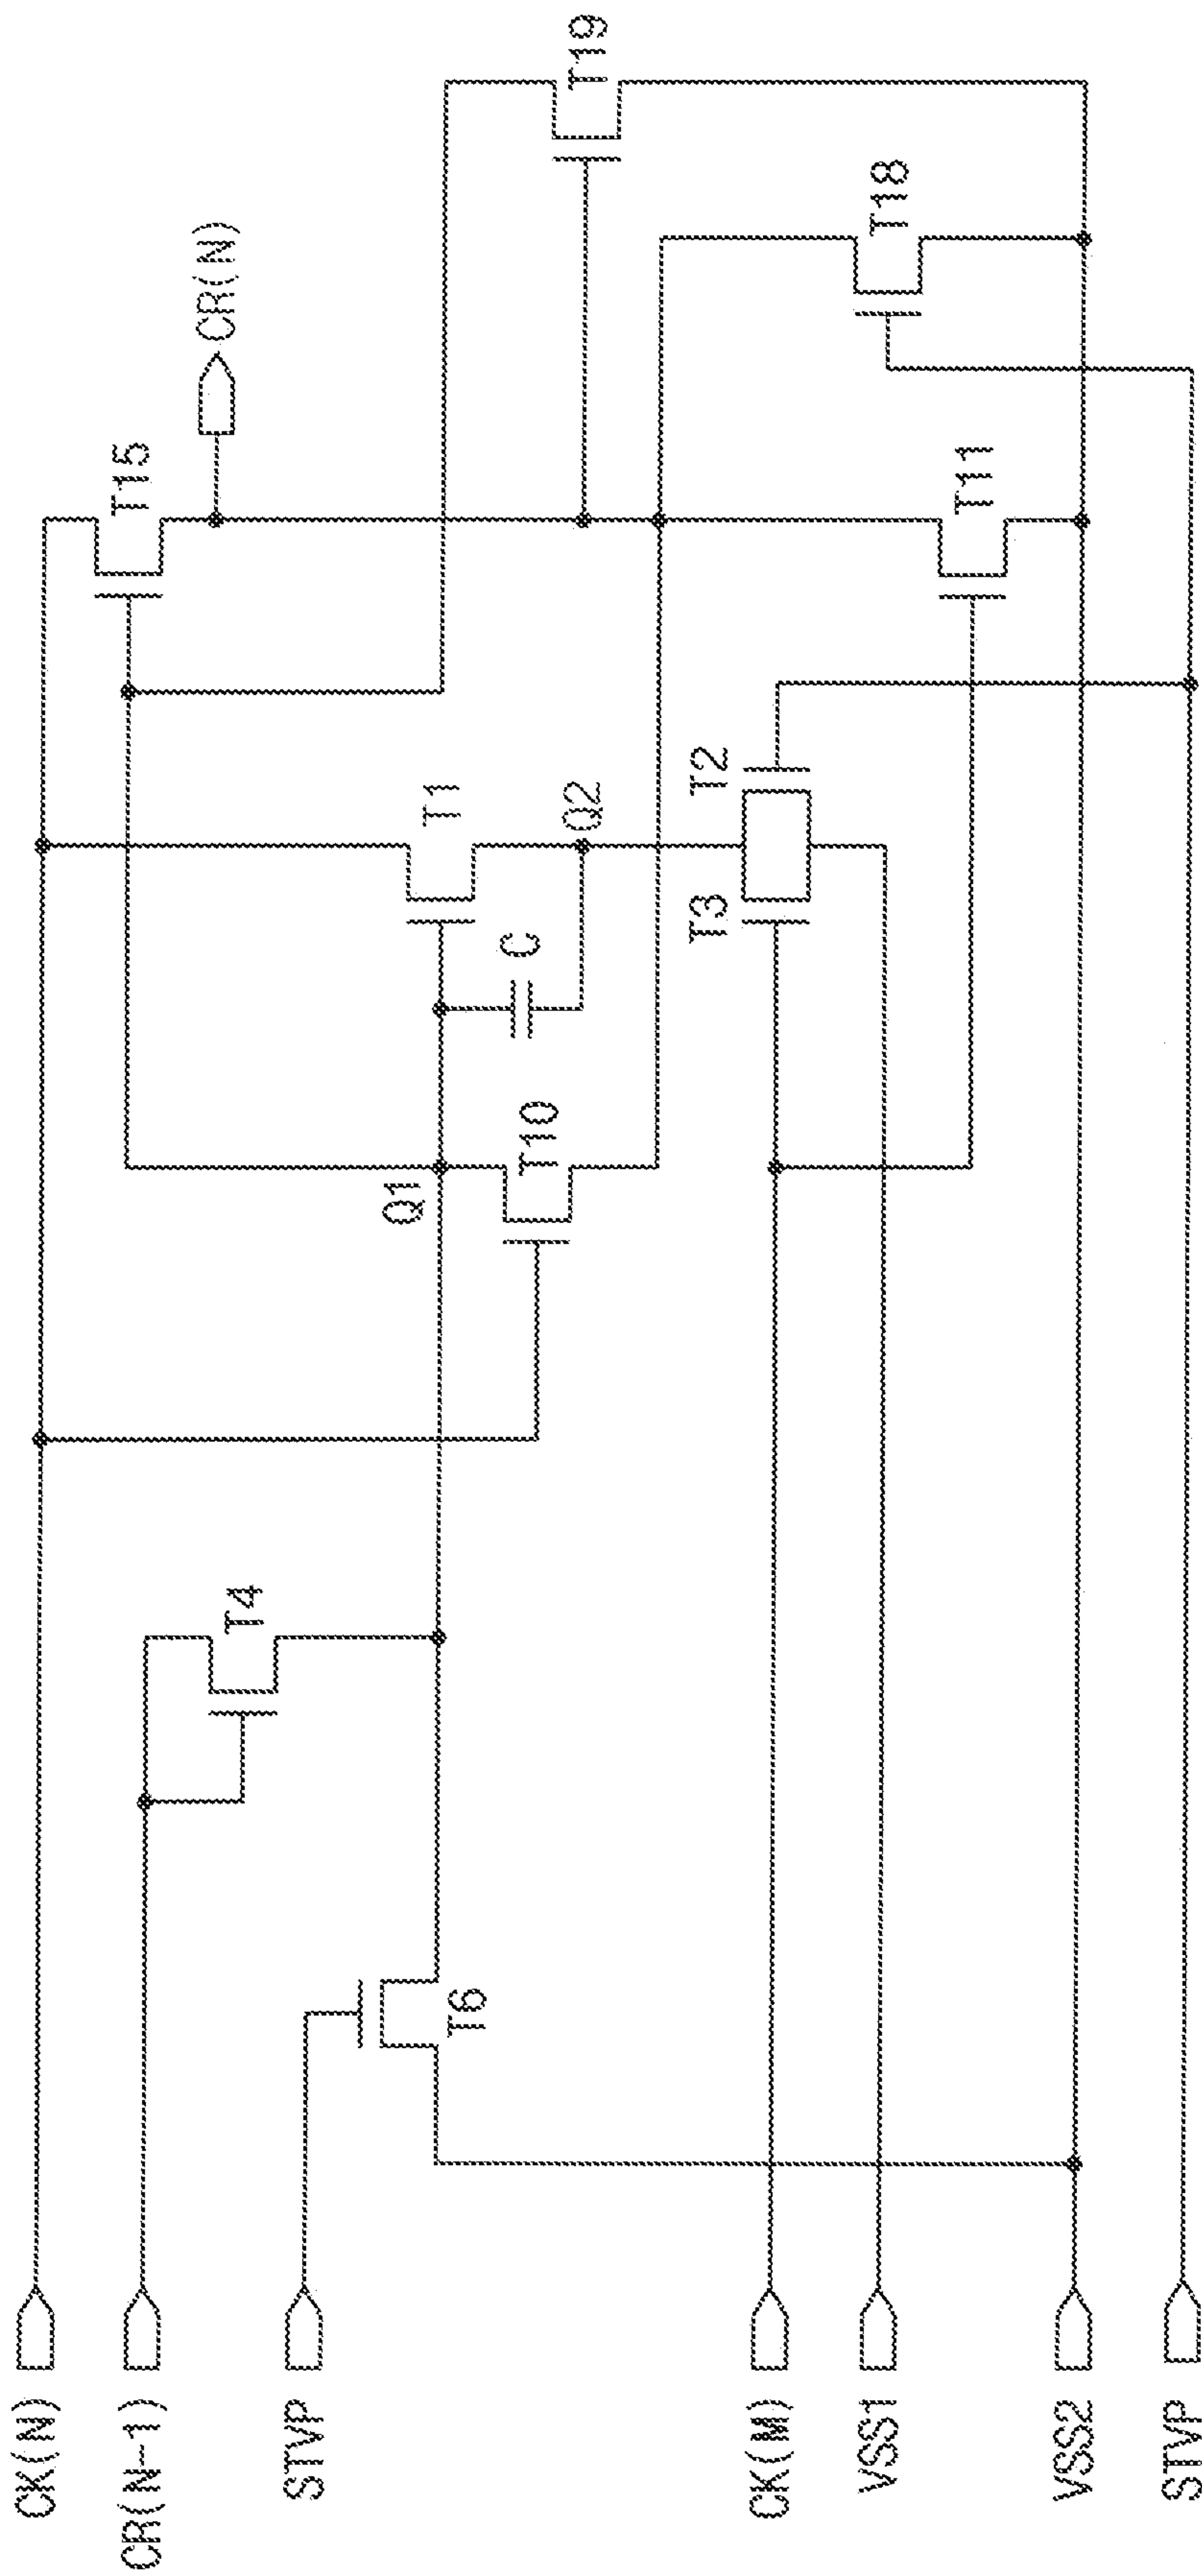 CK(N)
CR(N-1)
STVP
CK(M)
VSS1
VSS2
STVP
T6
T4
Q1
T10
C
T1
Q2
T3
T2
T15
CR(N)
T11
T18
T19